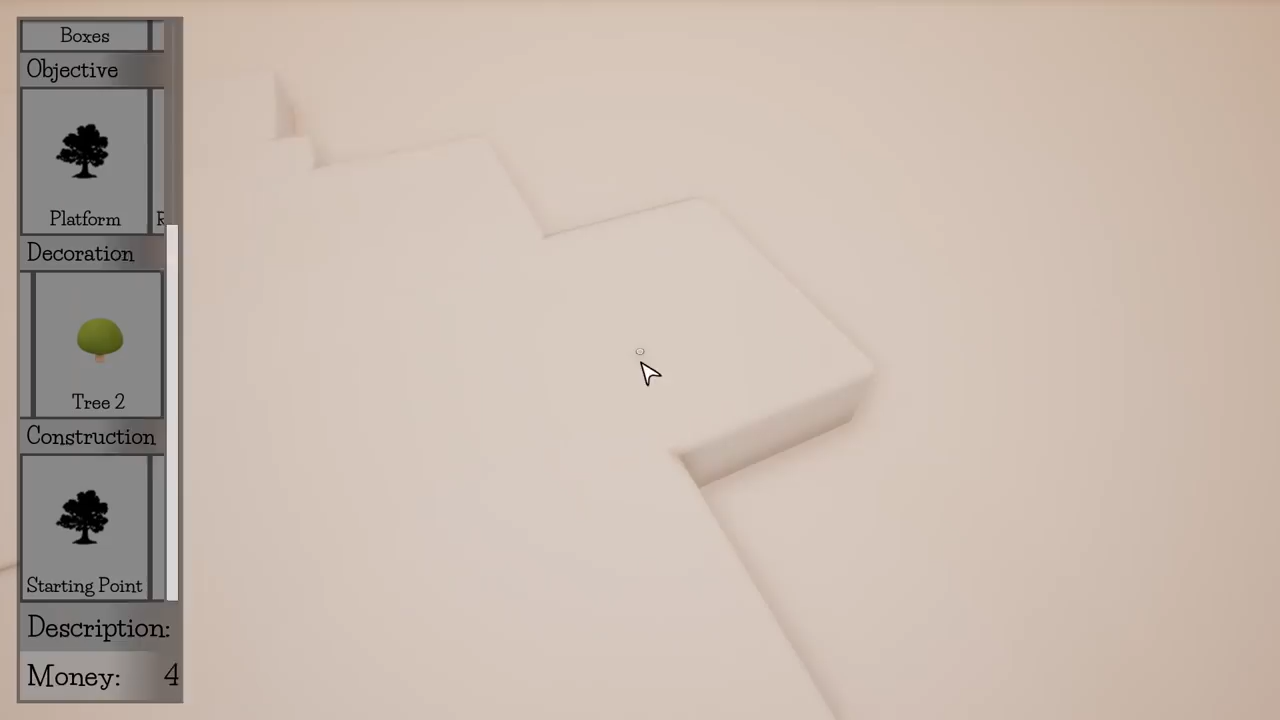 Boxes
Objective
Platform
R
Decoration
Tree 2
Construction
Starting Point
Description:
Money: 4